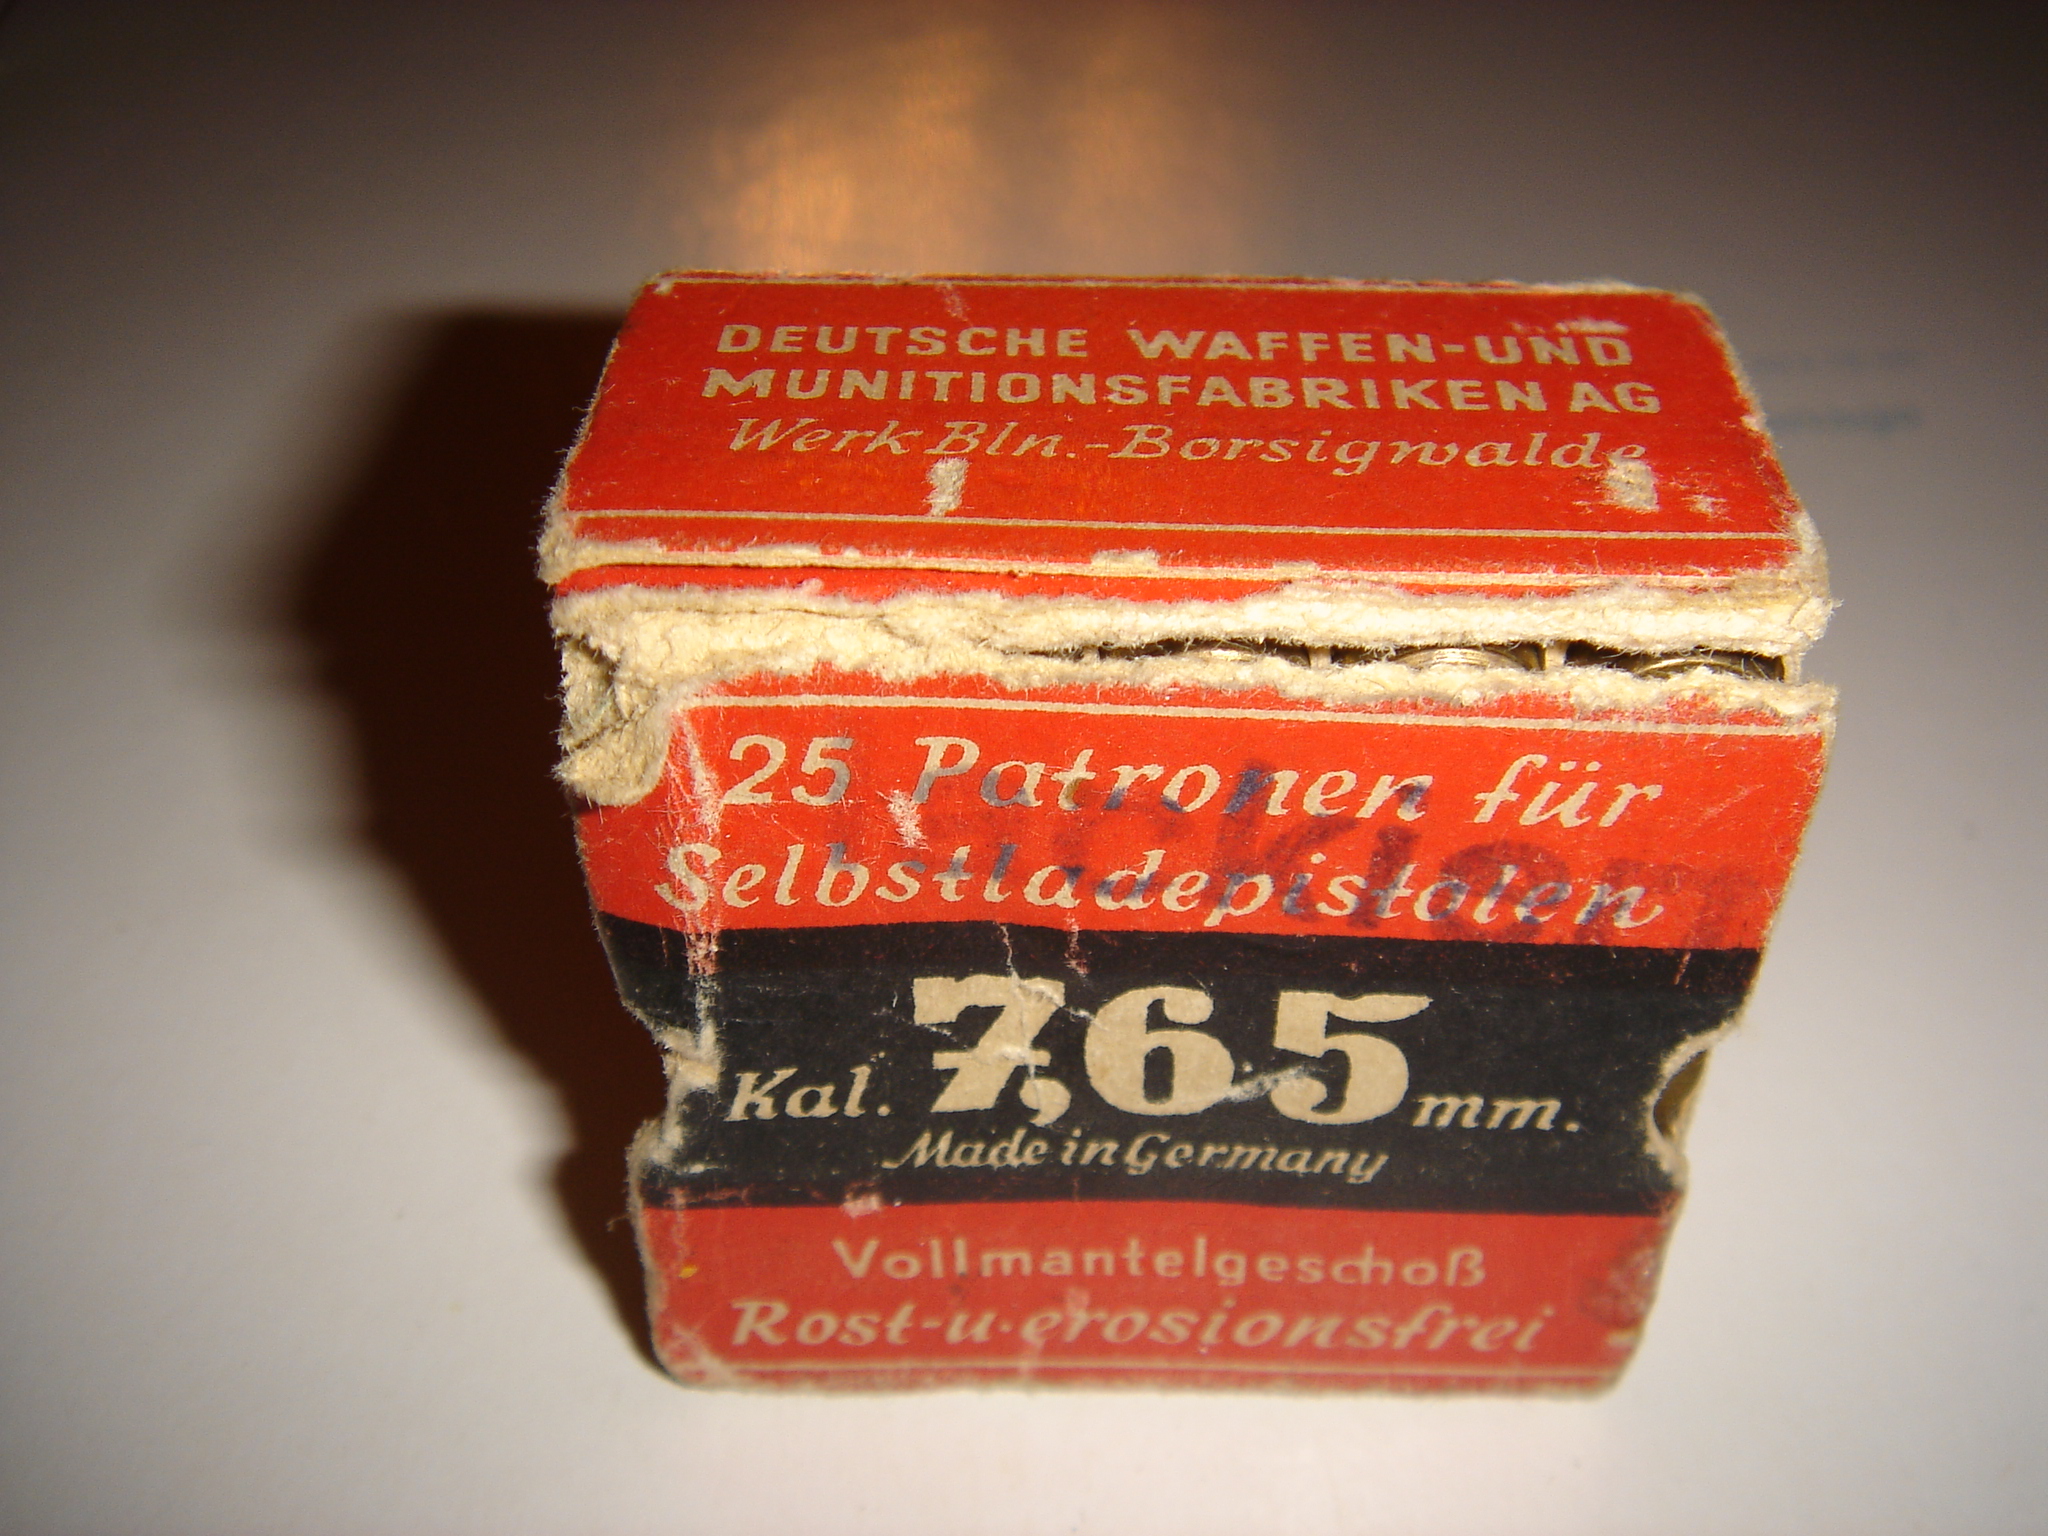 DEUTSCHE WAFFEN-UND
MUNITIONSFABRIKEN AG
Werk Bln.-Borsigwalde
25 Patronen für
Selbstladepistolen
Kal. 7,65 mm.
Made in Germany
Vollmantelgeschoß
Rost-u.erosionsfrei